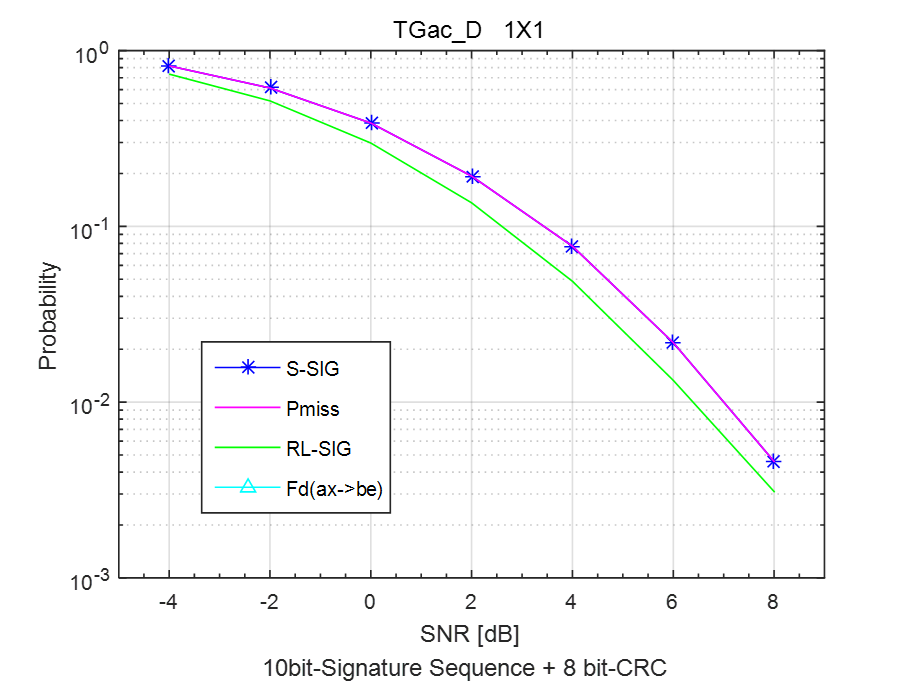 TGac_D 1X1
10^0
10^-1
10^-2
10^-3
Probability
S-SIG
Pmiss
RL-SIG
Fd(ax->be)
-4 -2 0 2 4 6 8
SNR [dB]
10bit-Signature Sequence + 8 bit-CRC